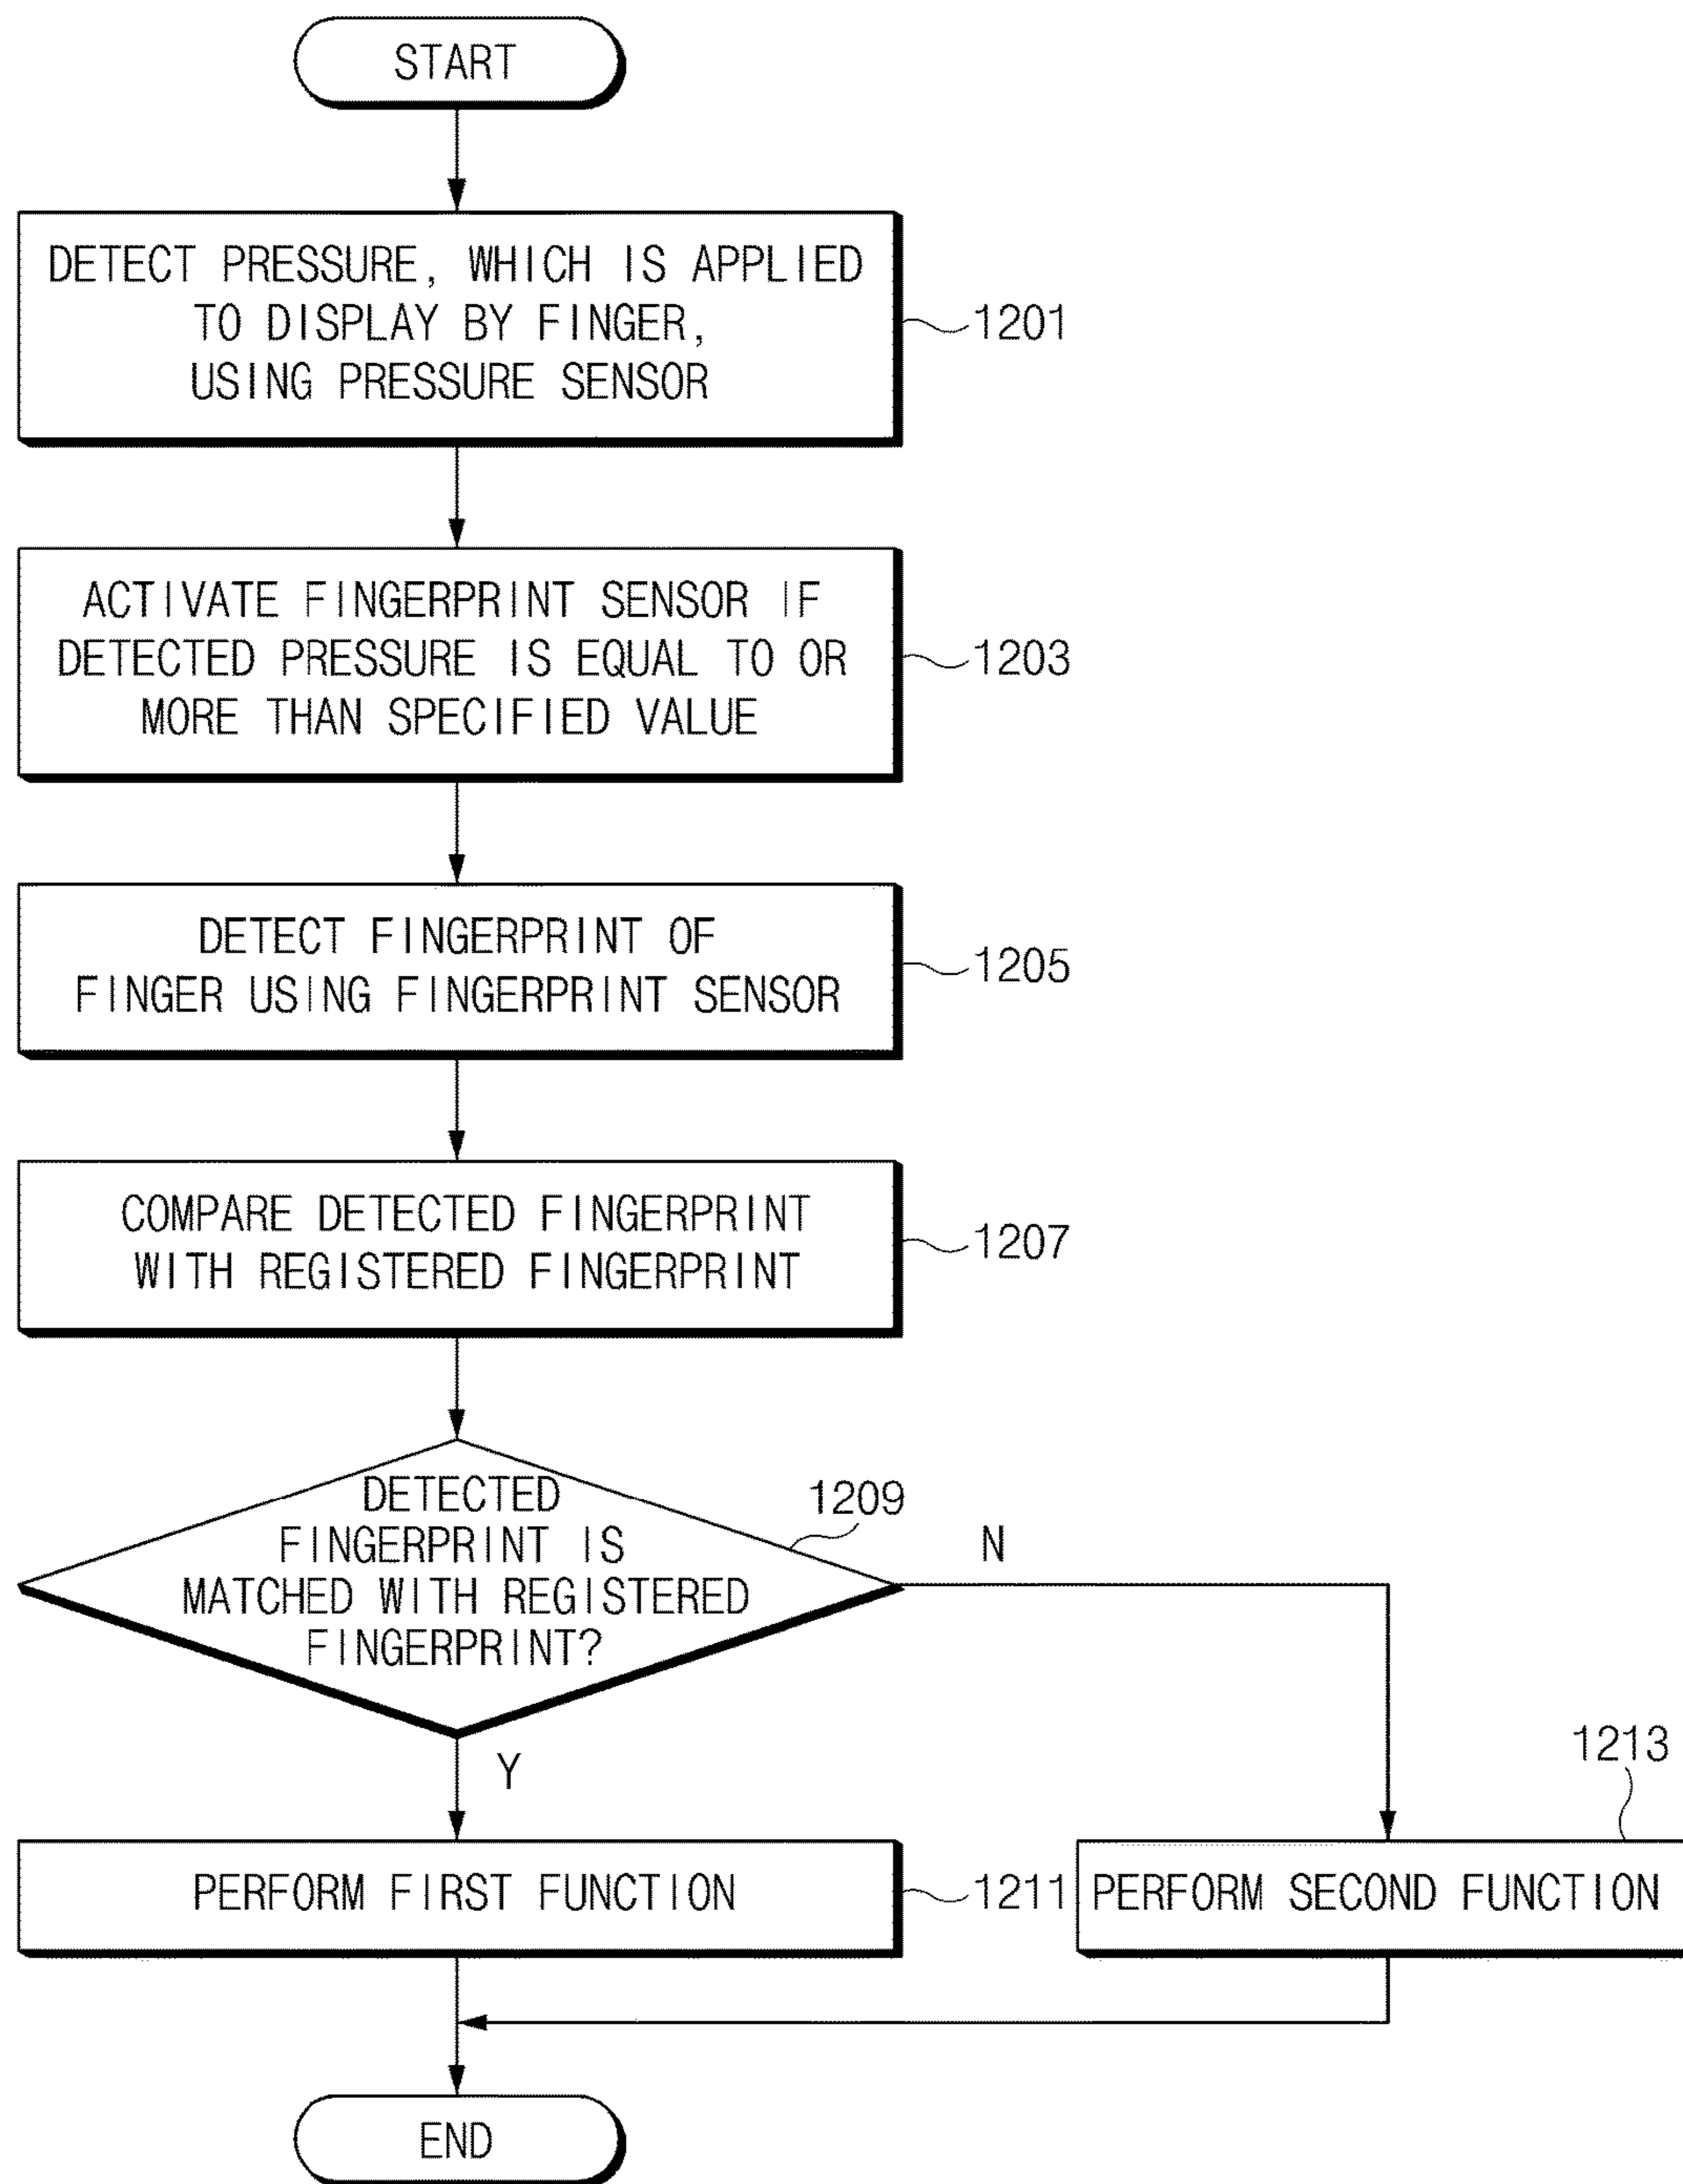 START
DETECT PRESSURE, WHICH IS APPLIED
TO DISPLAY BY FINGER,
USING PRESSURE SENSOR
1201
ACTIVATE FINGERPRINT SENSOR IF
DETECTED PRESSURE IS EQUAL TO OR
MORE THAN SPECIFIED VALUE
1203
DETECT FINGERPRINT OF
FINGER USING FINGERPRINT SENSOR
1205
COMPARE DETECTED FINGERPRINT
WITH REGISTERED FINGERPRINT
1207
DETECTED
FINGERPRINT IS
MATCHED WITH REGISTERED
FINGERPRINT?
1209
N
Y
1213
PERFORM FIRST FUNCTION
1211
PERFORM SECOND FUNCTION
END